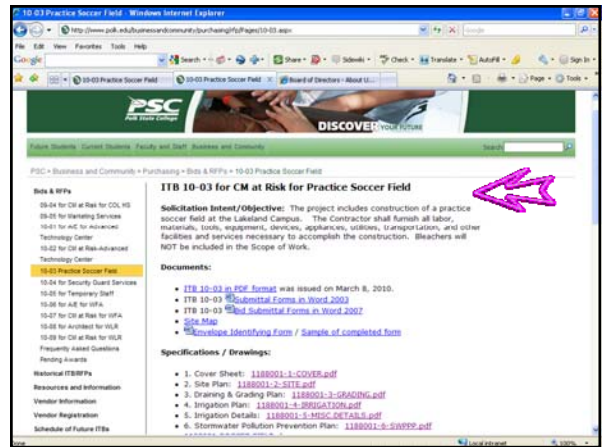 10-03 Practice Soccer Field - Windows Internet Explorer
http://www.polk.edu/businessandcommunity/purchasing/rfp/Pages/10-03.aspx
File Edit View Favorites Tools Help
Google Search Share Sidewiki Check Translate AutoFill Sign In
10-03 Practice Soccer Field 10-03 Practice Soccer Field Board of Directors - About U... Page Tools
PSC
Polk State College
DISCOVER YOUR FUTURE
Future Students Current Students Faculty and Staff Business and Community Search
PSC > Business and Community > Purchasing > Bids & RFPs > 10-03 Practice Soccer Field
Bids & RFPs
09-04 for CM at Risk for COL HS
09-05 for Marketing Services
10-01 for A/E for Advanced
Technology Center
10-02 for CM at Risk-Advanced
Technology Center
10-03 Practice Soccer Field
10-04 for Security Guard Services
10-05 for Temporary Staff
10-06 for A/E for WFA
10-07 for CM at Risk for WFA
10-08 for Architect for WLR
10-09 for CM at Risk for WLR
Frequently Asked Questions
Pending Awards
Historical ITB/RFPs
Resources and Information
Vendor Information
Vendor Registration
Schedule of Future ITBs
ITB 10-03 for CM at Risk for Practice Soccer Field
Solicitation Intent/Objective: The project includes construction of a practice
soccer field at the Lakeland Campus. The Contractor shall furnish all labor,
materials, tools, equipment, devices, appliances, utilities, transportation, and other
facilities and services necessary to accomplish the construction. Bleachers will
NOT be included in the Scope of Work.
Documents:
ITB 10-03 in PDF format was issued on March 8, 2010.
ITB 10-03 Submittal Forms in Word 2003
ITB 10-03 Bid Submittal Forms in Word 2007
Site Map
Envelope Identifying Form / Sample of completed form
Specifications / Drawings:
1. Cover Sheet: 1188001-1-COVER.pdf
2. Site Plan: 1188001-2-SITE.pdf
3. Draining & Grading Plan: 1188001-3-GRADING.pdf
4. Irrigation Plan: 1188001-4-IRRIGATION.pdf
5. Irrigation Details: 1188001-5-MISC.DETAILS.pdf
6. Stormwater Pollution Prevention Plan: 1188001-6-SWPPP.pdf
Local intranet 100%